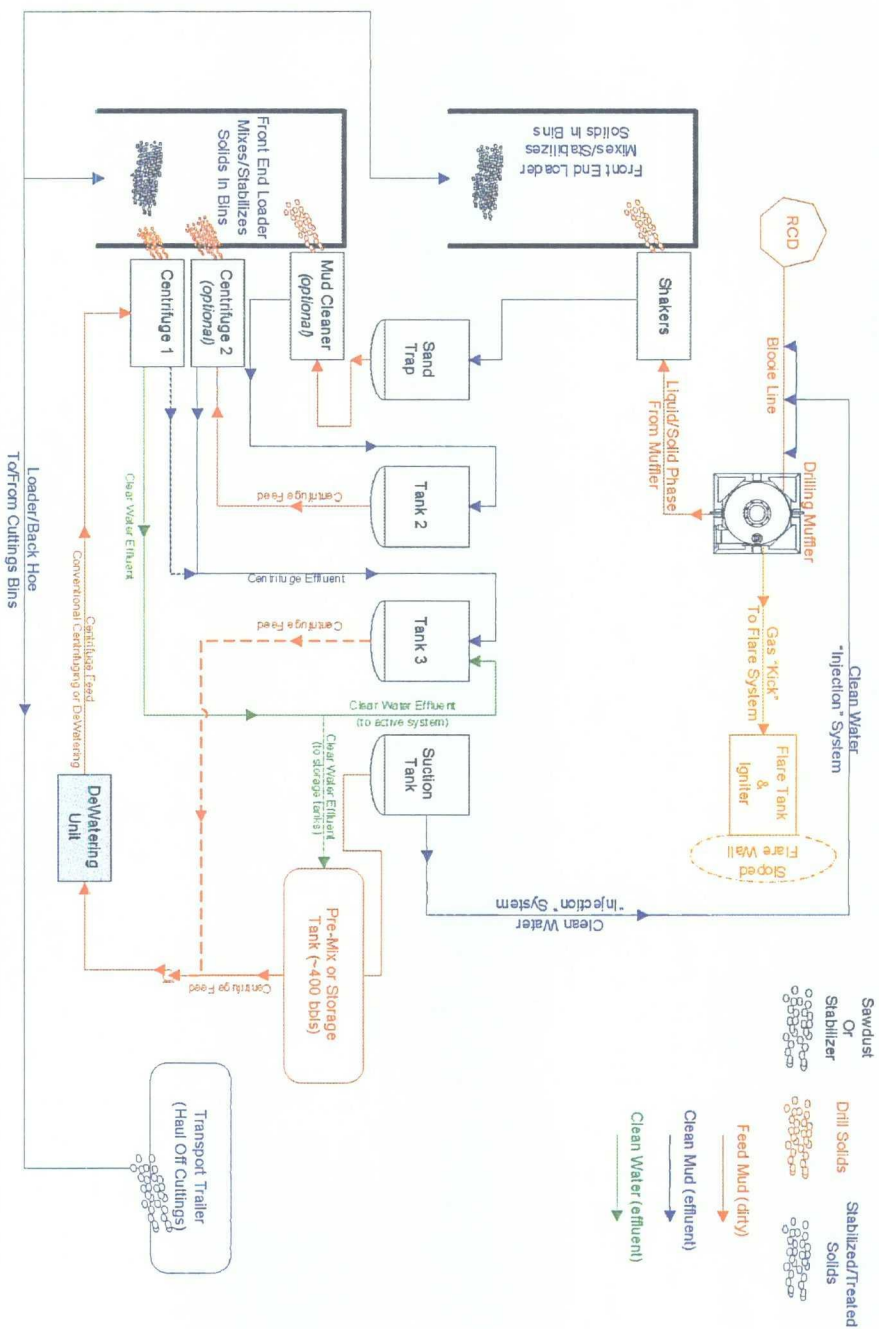 RCD
Blooie Line
Drilling Muffler
Gas "Kick"
To Flare System
Flare Tank
&
Igniter
Sloped
Flare Wall
Clean Water
"Injection" System
Shakers
Liquid/Solid Phase
From Muffler
Front End Loader
Mixes/Stabilizes
Solids In Bins
Sand
Trap
Tank 2
Tank 3
Suction
Tank
Clean Water
"Injection" System
Front End Loader
Mixes/Stabilizes
Solids In Bins
Mud Cleaner
(optional)
Centrifuge 2
(optional)
Centrifuge 1
Centrifuge Feed
Centrifuge Effluent
Centrifuge Feed
Clear Water Effluent
Clear Water Effluent
(to active system)
Clear Water Effluent
(to storage tanks)
Pre-Mix or Storage
Tank (~400 bbls)
Centrifuge Feed
DeWatering
Unit
Centrifuge Feed
Conventional Centrifuging or DeWatering
Loader/Back Hoe
To/From Cuttings Bins
Transport Trailer
(Haul Off Cuttings)
Sawdust
Or
Stabilizer
Drill Solids
Stabilized/Treated
Solids
Feed Mud (dirty)
Clean Mud (effluent)
Clean Water (effluent)